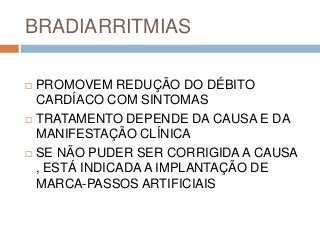 BRADIARRITMIAS
PROMOVEM REDUÇÃO DO DÉBITO
CARDÍACO COM SINTOMAS
TRATAMENTO DEPENDE DA CAUSA E DA
MANIFESTAÇÃO CLÍNICA
SE NÃO PUDER SER CORRIGIDA A CAUSA
, ESTÁ INDICADA A IMPLANTAÇÃO DE
MARCA-PASSOS ARTIFICIAIS